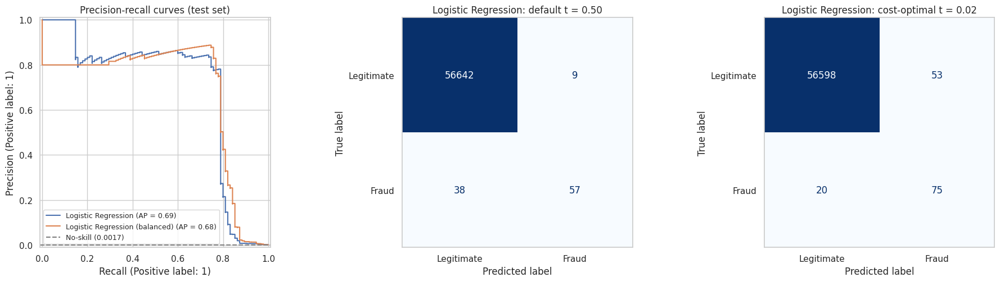 Precision-recall curves (test set)
1.0
0.8
0.6
0.4
0.2
0.0
Precision (Positive label: 1)
Logistic Regression (AP = 0.69)
Logistic Regression (balanced) (AP = 0.68)
No-skill (0.0017)
0.0 0.2 0.4 0.6 0.8 1.0
Recall (Positive label: 1)
Logistic Regression: default t = 0.50
True label
Legitimate 56642 9
Fraud 38 57
Legitimate Fraud
Predicted label
Logistic Regression: cost-optimal t = 0.02
True label
Legitimate 56598 53
Fraud 20 75
Legitimate Fraud
Predicted label